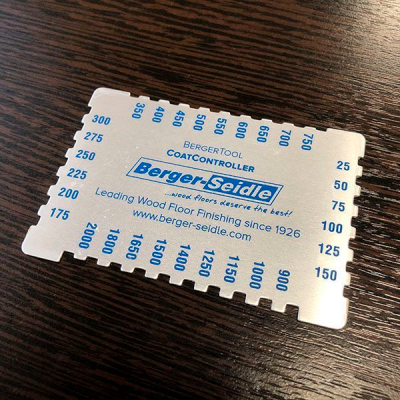 350 400 450 500 550 600 650 700 750
300
275
250
225
200
175
BERGERTOOL
COATCONTROLLER
Berger-Seidle
...wood floors deserve the best!
Leading Wood Floor Finishing since 1926
www.berger-seidle.com
25
50
75
100
125
150
2000 1800 1600 1500 1400 1250 1150 1000 900